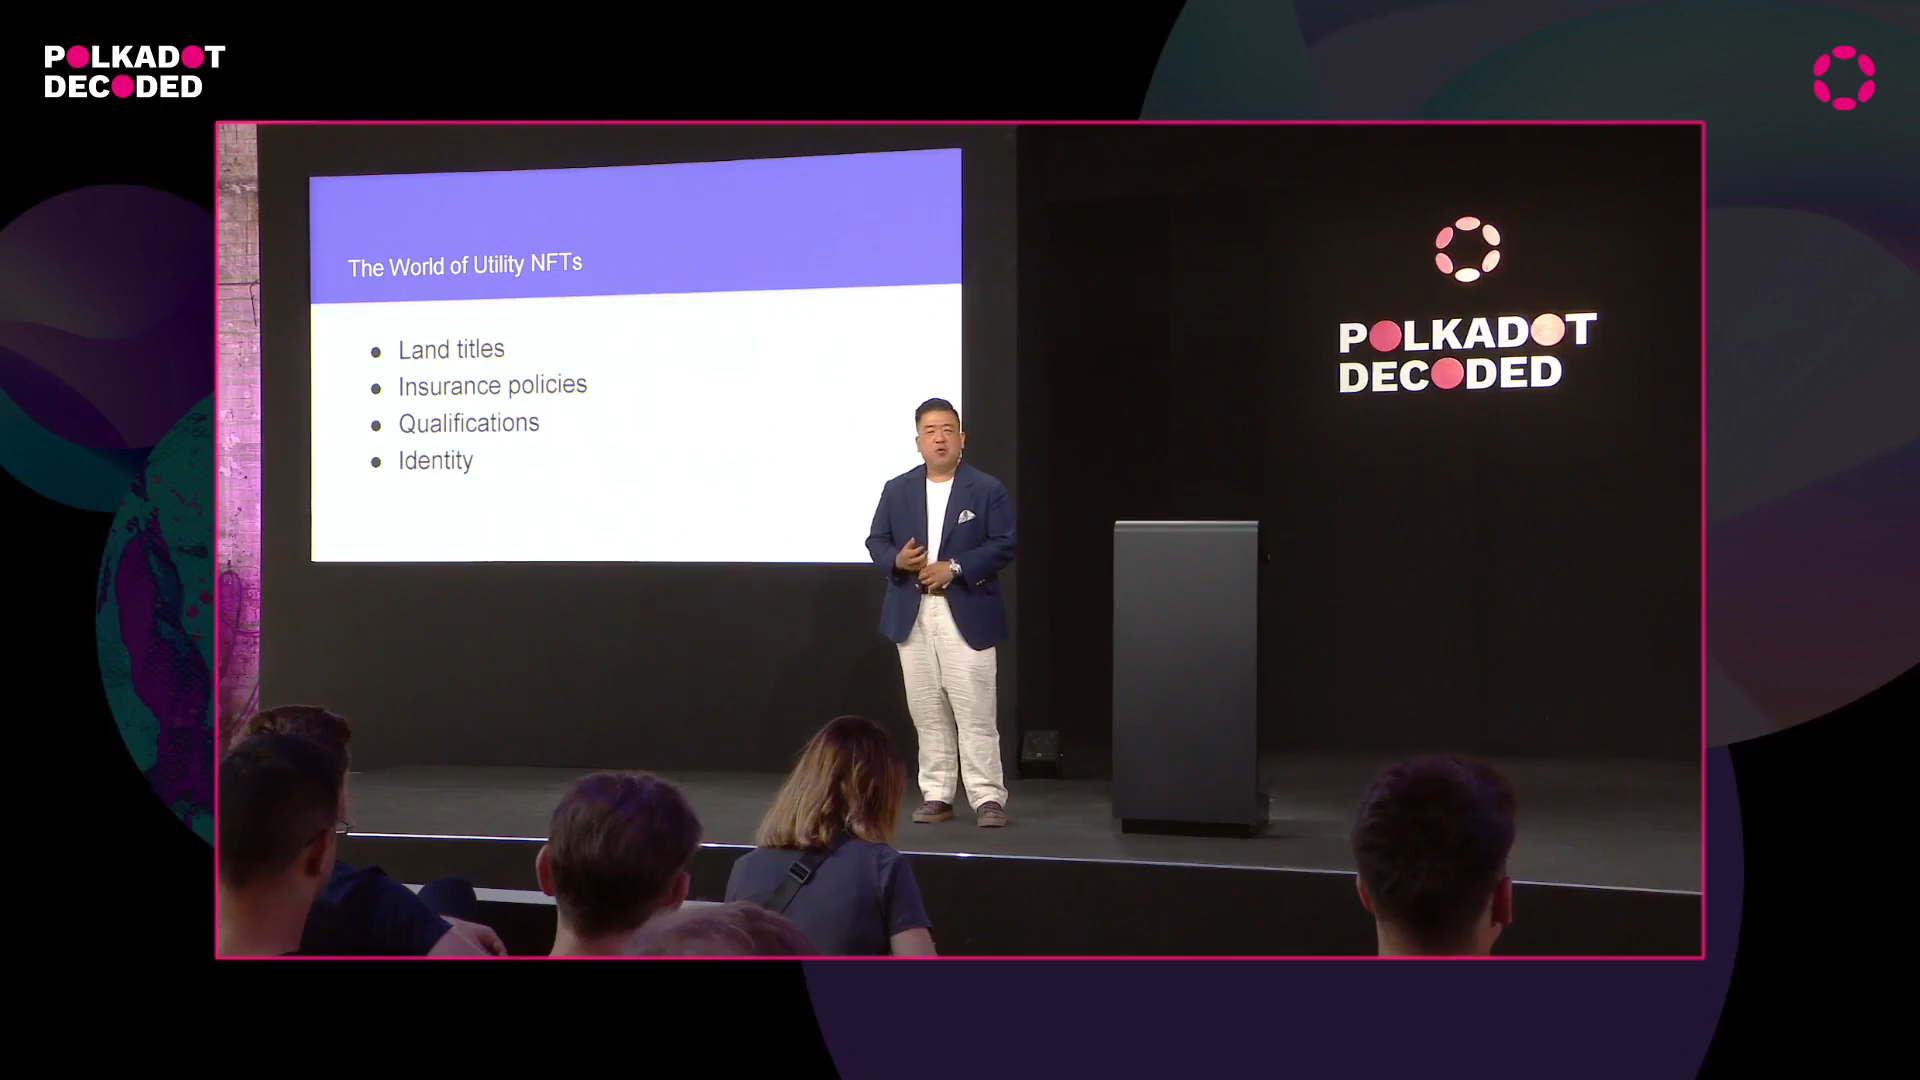 POLKADOT
DECODED
The World of Utility NFTs
● Land titles
● Insurance policies
● Qualifications
● Identity
POLKADOT
DECODED